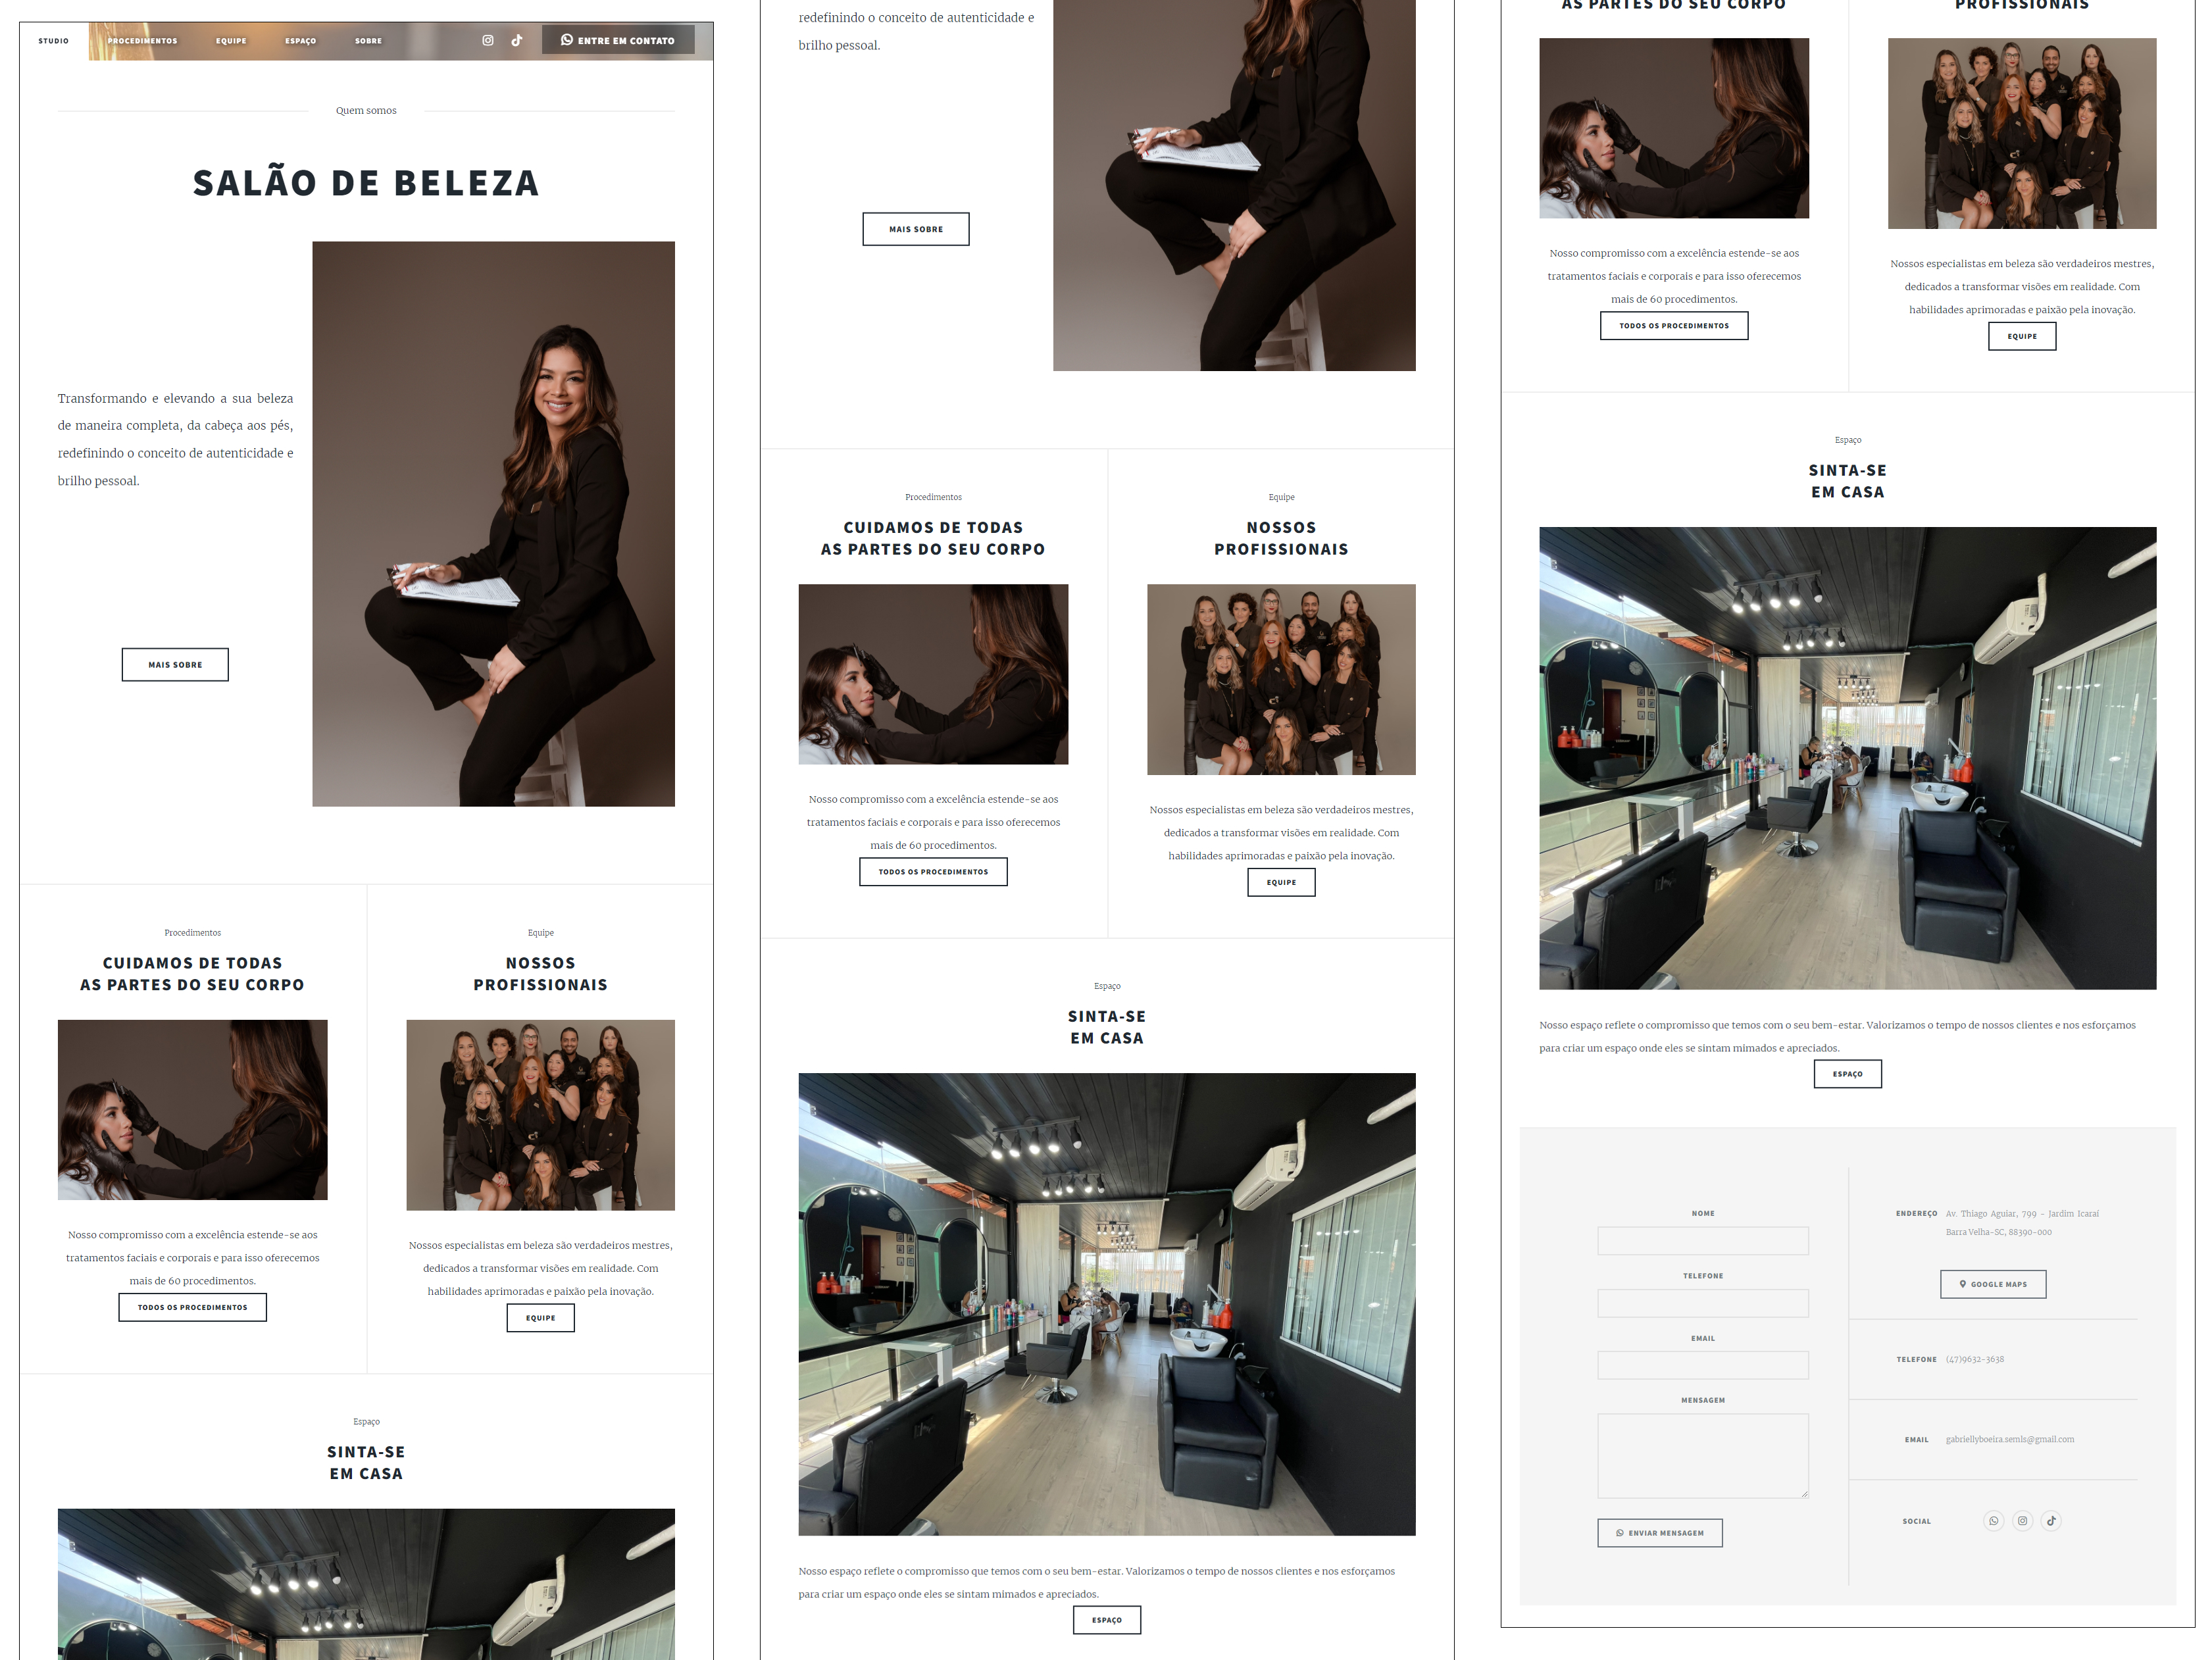 STUDIO PROCEDIMENTOS EQUIPE ESPAÇO SOBRE ENTRE EM CONTATO
Quem somos
SALÃO DE BELEZA
Transformando e elevando a sua beleza
de maneira completa, da cabeça aos pés,
redefinindo o conceito de autenticidade e
brilho pessoal.
MAIS SOBRE
Procedimentos
CUIDAMOS DE TODAS
AS PARTES DO SEU CORPO
Nosso compromisso com a excelência estende-se aos
tratamentos faciais e corporais e para isso oferecemos
mais de 60 procedimentos.
TODOS OS PROCEDIMENTOS
Equipe
NOSSOS
PROFISSIONAIS
Nossos especialistas em beleza são verdadeiros mestres,
dedicados a transformar visões em realidade. Com
habilidades aprimoradas e paixão pela inovação.
EQUIPE
Espaço
SINTA-SE
EM CASA
redefinindo o conceito de autenticidade e
brilho pessoal.
MAIS SOBRE
Procedimentos
CUIDAMOS DE TODAS
AS PARTES DO SEU CORPO
Nosso compromisso com a excelência estende-se aos
tratamentos faciais e corporais e para isso oferecemos
mais de 60 procedimentos.
TODOS OS PROCEDIMENTOS
Equipe
NOSSOS
PROFISSIONAIS
Nossos especialistas em beleza são verdadeiros mestres,
dedicados a transformar visões em realidade. Com
habilidades aprimoradas e paixão pela inovação.
EQUIPE
Espaço
SINTA-SE
EM CASA
Nosso espaço reflete o compromisso que temos com o seu bem-estar. Valorizamos o tempo de nossos clientes e nos esforçamos
para criar um espaço onde eles se sintam mimados e apreciados.
ESPAÇO
AS PARTES DO SEU CORPO
Nosso compromisso com a excelência estende-se aos
tratamentos faciais e corporais e para isso oferecemos
mais de 60 procedimentos.
TODOS OS PROCEDIMENTOS
PROFISSIONAIS
Nossos especialistas em beleza são verdadeiros mestres,
dedicados a transformar visões em realidade. Com
habilidades aprimoradas e paixão pela inovação.
EQUIPE
Espaço
SINTA-SE
EM CASA
Nosso espaço reflete o compromisso que temos com o seu bem-estar. Valorizamos o tempo de nossos clientes e nos esforçamos
para criar um espaço onde eles se sintam mimados e apreciados.
ESPAÇO
NOME
TELEFONE
EMAIL
MENSAGEM
ENVIAR MENSAGEM
ENDEREÇO Av. Thiago Aguiar, 799 - Jardim Icaraí
Barra Velha-SC, 88390-000
GOOGLE MAPS
TELEFONE (47)9632-3638
EMAIL gabriellyboeira.semls@gmail.com
SOCIAL